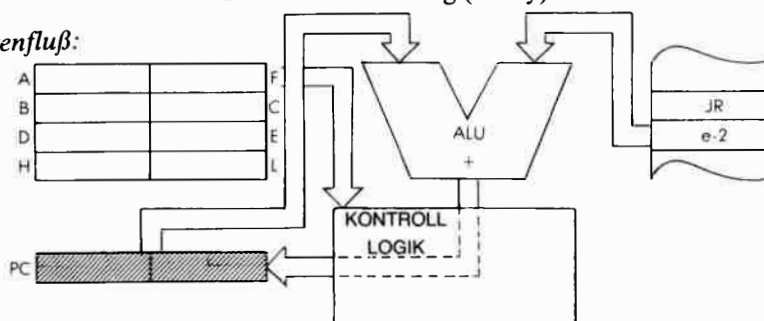 enfluß:
A F
B C
D E
H L
ALU
+
JR
e-2
KONTROLL
LOGIK
PC